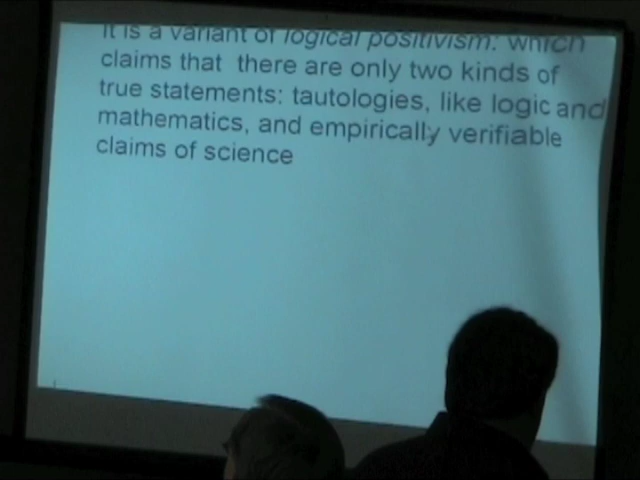 It is a variant of logical positivism: which
claims that there are only two kinds of
true statements: tautologies, like logic and
mathematics, and empirically verifiable
claims of science